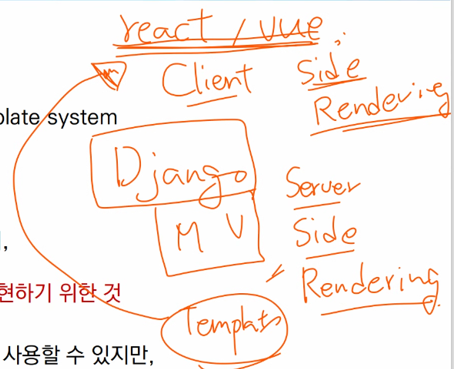 react / vue
Client Side
Rendering
plate system
Django
Server
M V
Side
,
Rendering
현하기 위한 것
Template
사용할 수 있지만,